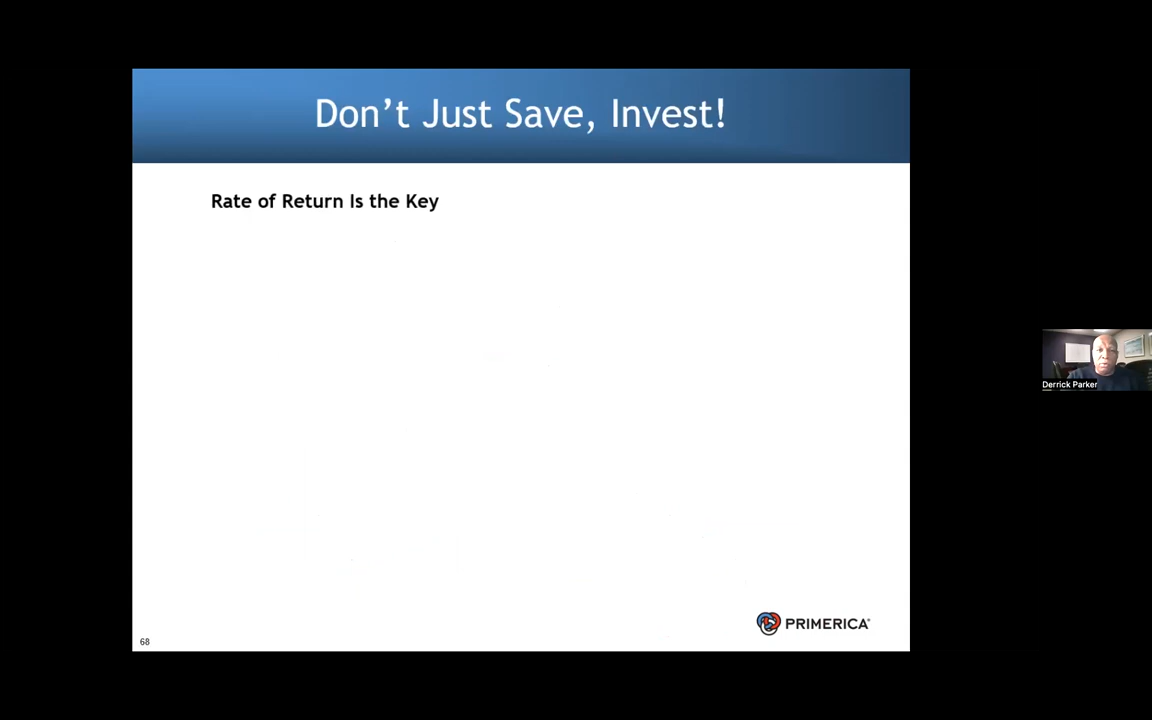 Don’t Just Save, Invest!
Rate of Return Is the Key
Derrick Parker
PRIMERICA®
68